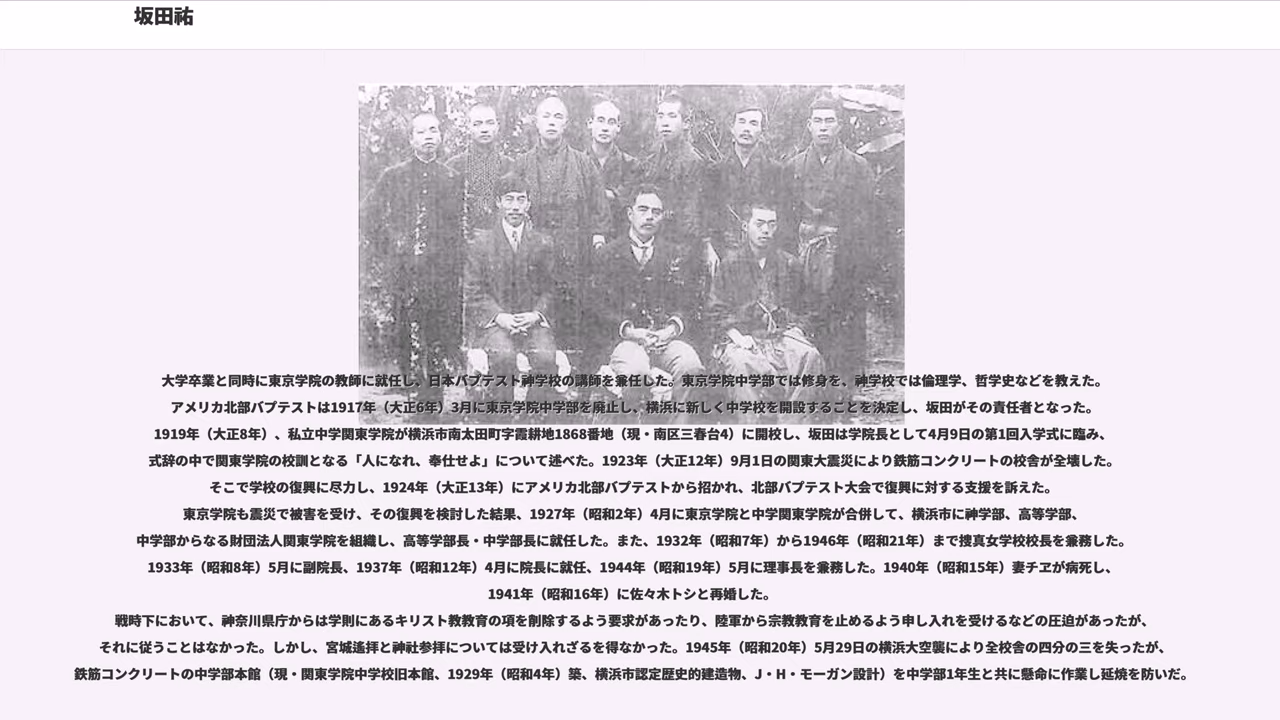 坂田祐
大学卒業と同時に東京学院の教師に就任し、日本バプテスト神学校の講師を兼任した。東京学院中学部では修身を、神学校では倫理学、哲学史などを教えた。
アメリカ北部バプテストは1917年（大正6年）3月に東京学院中学部を廃止し、横浜に新しく中学校を開設することを決定し、坂田がその責任者となった。
1919年（大正8年）、私立中学関東学院が横浜市南太田町字霞耕地1868番地（現・南区三春台4）に開校し、坂田は学院長として4月9日の第1回入学式に臨み、
式辞の中で関東学院の校訓となる「人になれ、奉仕せよ」について述べた。1923年（大正12年）9月1日の関東大震災により鉄筋コンクリートの校舎が全壊した。
そこで学校の復興に尽力し、1924年（大正13年）にアメリカ北部バプテストから招かれ、北部バプテスト大会で復興に対する支援を訴えた。
東京学院も震災で被害を受け、その復興を検討した結果、1927年（昭和2年）4月に東京学院と中学関東学院が合併して、横浜市に神学部、高等学部、
中学部からなる財団法人関東学院を組織し、高等学部長・中学部長に就任した。また、1932年（昭和7年）から1946年（昭和21年）まで捜真女学校校長を兼務した。
1933年（昭和8年）5月に副院長、1937年（昭和12年）4月に院長に就任、1944年（昭和19年）5月に理事長を兼務した。1940年（昭和15年）妻チヱが病死し、
1941年（昭和16年）に佐々木トシと再婚した。
戦時下において、神奈川県庁からは学則にあるキリスト教教育の項を削除するよう要求があったり、陸軍から宗教教育を止めるよう申し入れを受けるなどの圧迫があったが、
それに従うことはなかった。しかし、宮城遙拝と神社参拝については受け入れざるを得なかった。1945年（昭和20年）5月29日の横浜大空襲により全校舎の四分の三を失ったが、
鉄筋コンクリートの中学部本館（現・関東学院中学校旧本館、1929年（昭和4年）築、横浜市認定歴史的建造物、J・H・モーガン設計）を中学部1年生と共に懸命に作業し延焼を防いだ。